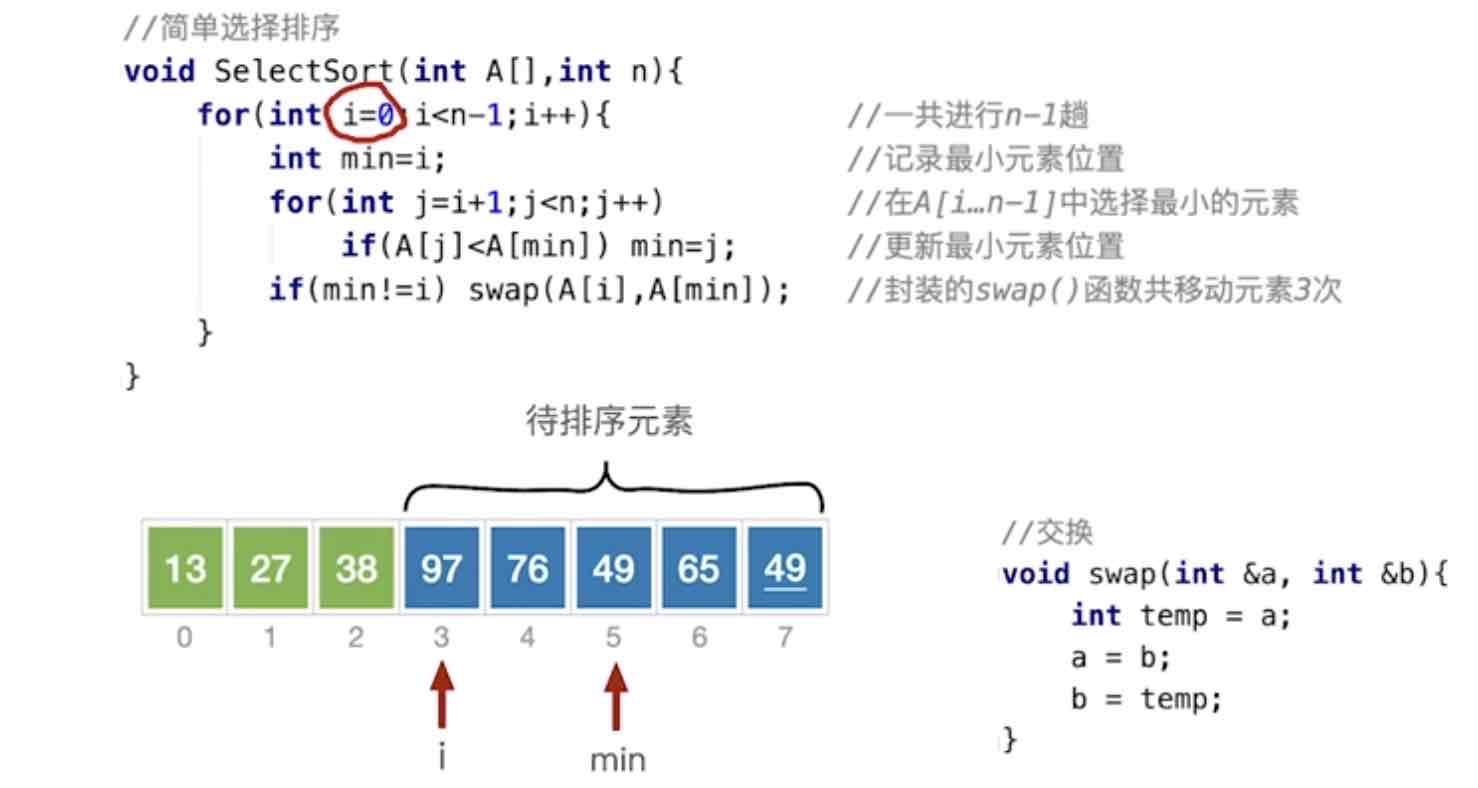 //简单选择排序
void SelectSort(int A[],int n){
for(int i=0;i<n-1;i++){ //一共进行n-1趟
int min=i; //记录最小元素位置
for(int j=i+1;j<n;j++) //在A[i…n-1]中选择最小的元素
if(A[j]<A[min]) min=j; //更新最小元素位置
if(min!=i) swap(A[i],A[min]); //封装的swap()函数共移动元素3次
}
}
待排序元素
13 27 38 97 76 49 65 49
0 1 2 3 4 5 6 7
i min
//交换
void swap(int &a, int &b){
int temp = a;
a = b;
b = temp;
}